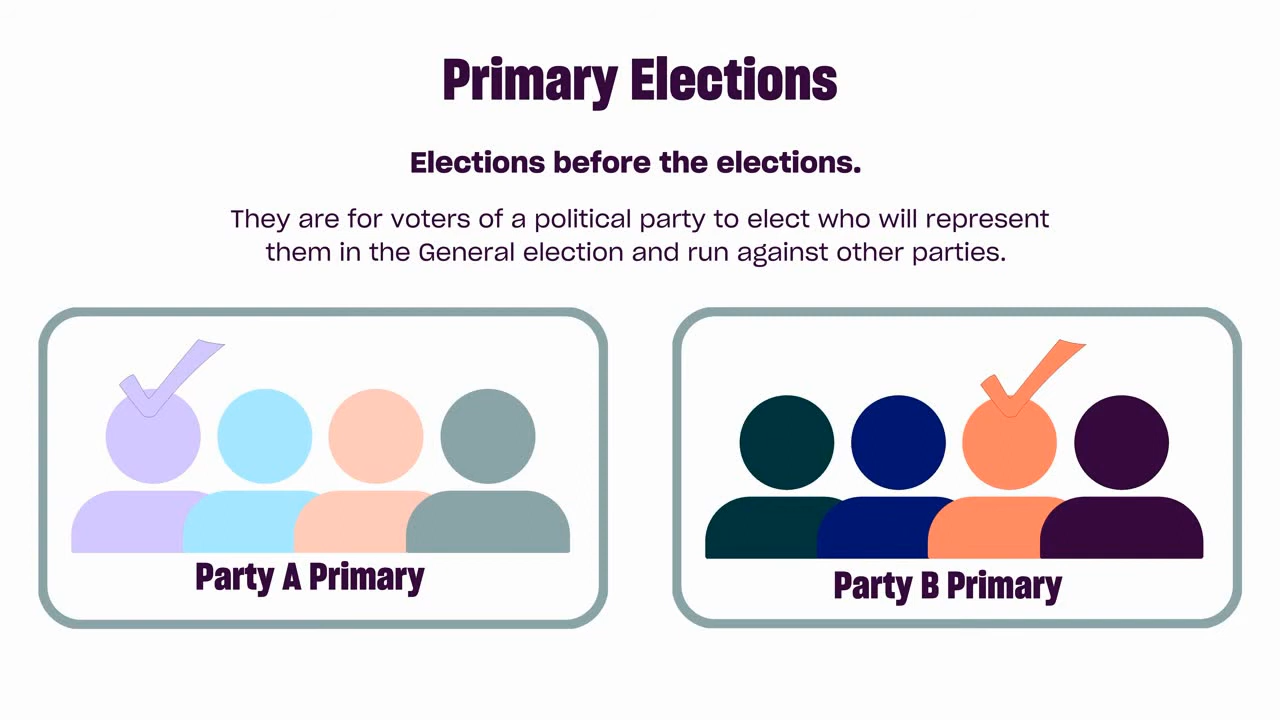 Primary Elections
Elections before the elections.
They are for voters of a political party to elect who will represent
them in the General election and run against other parties.
Party A Primary
Party B Primary